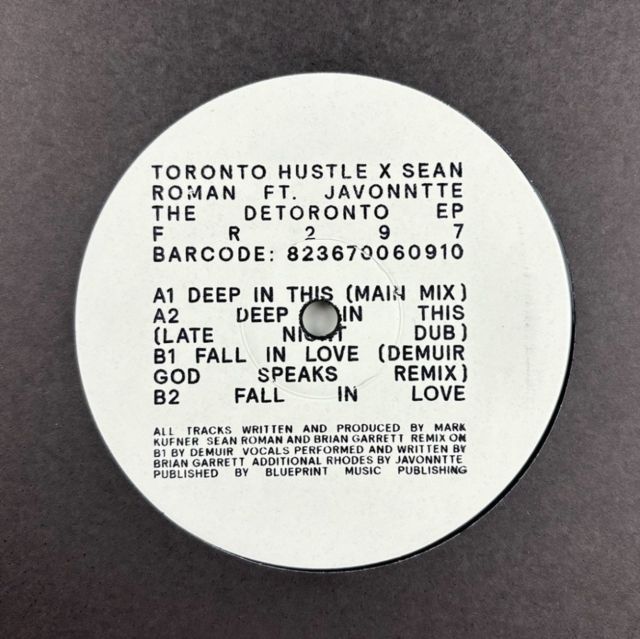 TORONTO HUSTLE X SEAN
ROMAN FT. JAVONNTTE
THE DETORONTO EP
F R 2 9 7
BARCODE: 823670060910
A1 DEEP IN THIS (MAIN MIX)
A2 DEEP IN THIS
(LATE NIGHT DUB)
B1 FALL IN LOVE (DEMUIR
GOD SPEAKS REMIX)
B2 FALL IN LOVE
ALL TRACKS WRITTEN AND PRODUCED BY MARK
KUFNER SEAN ROMAN AND BRIAN GARRETT REMIX ON
B1 BY DEMUIR VOCALS PERFORMED AND WRITTEN BY
BRIAN GARRETT ADDITIONAL RHODES BY JAVONNTTE
PUBLISHED BY BLUEPRINT MUSIC PUBLISHING